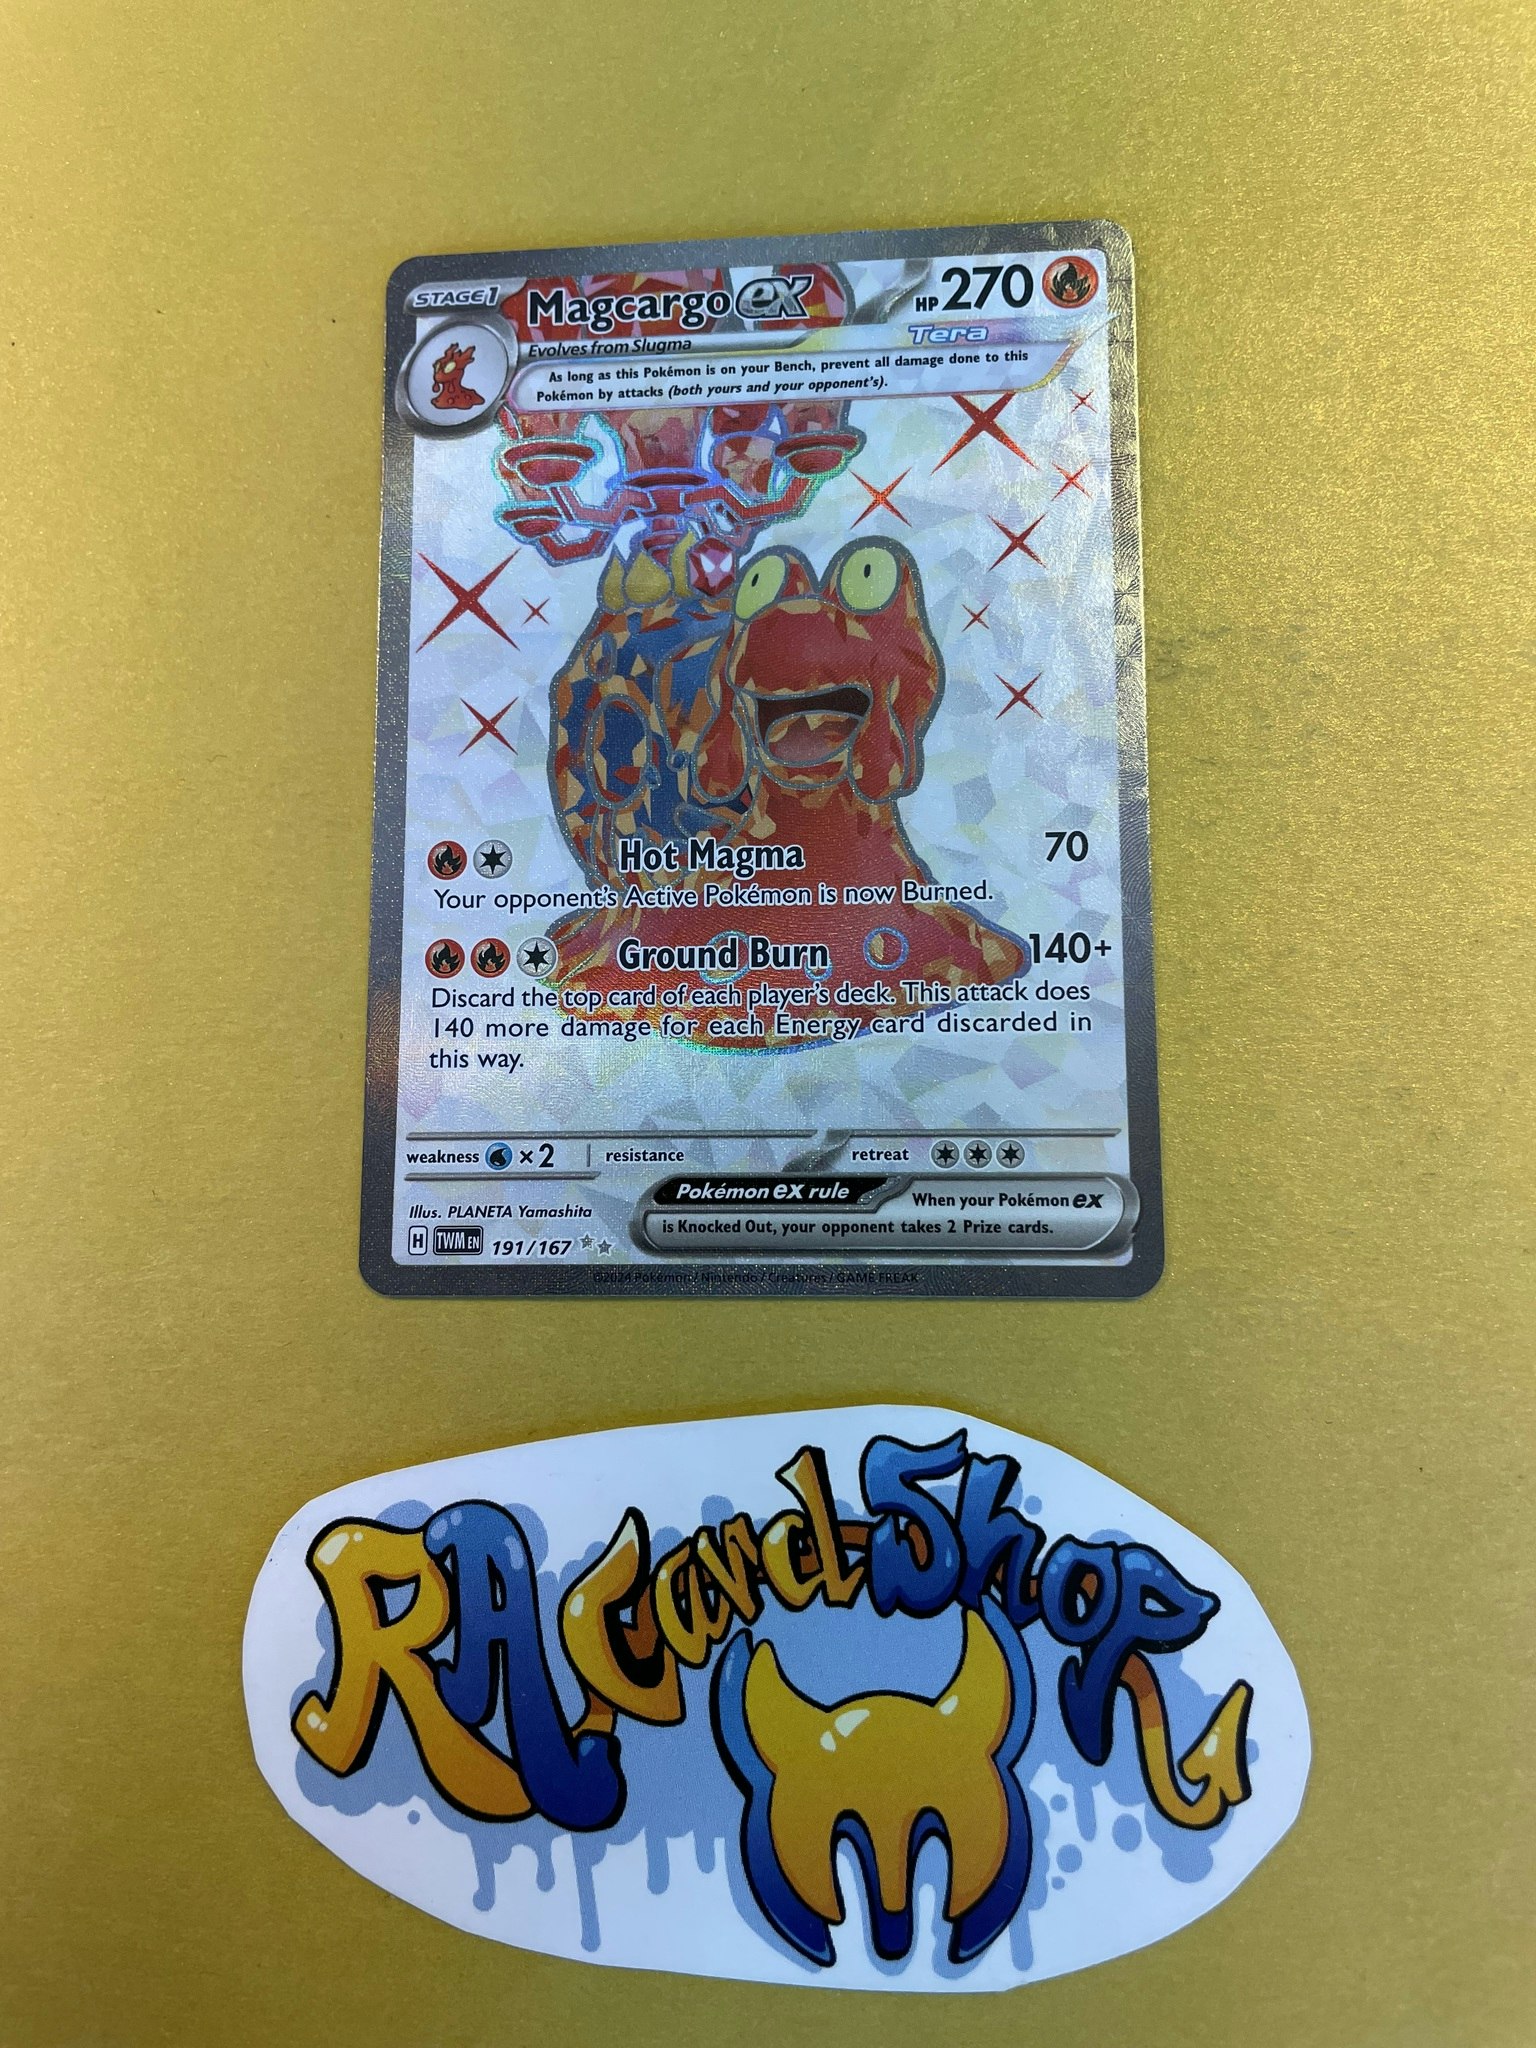 STAGE 1 Magcargo ex HP 270
Evolves from Slugma Tera
As long as this Pokémon is on your Bench, prevent all damage done to this
Pokémon by attacks (both yours and your opponent's).
Hot Magma 70
Your opponent's Active Pokémon is now Burned.
Ground Burn 140+
Discard the top card of each player's deck. This attack does
140 more damage for each Energy card discarded in
this way.
weakness ×2 resistance retreat
Pokémon ex rule When your Pokémon ex
is Knocked Out, your opponent takes 2 Prize cards.
Illus. PLANETA Yamashita
H TWM EN 191/167
©2024 Pokémon / Nintendo / Creatures / GAME FREAK
RA CardShop